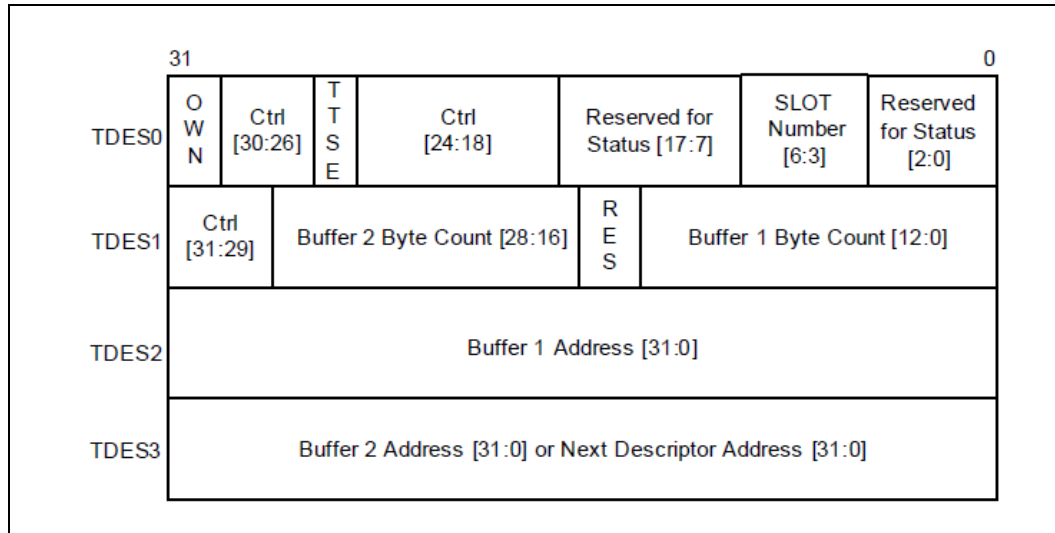 31 0
TDES0
OWN
Ctrl
[30:26]
TTSE
Ctrl
[24:18]
Reserved for
Status [17:7]
SLOT
Number
[6:3]
Reserved
for Status
[2:0]
TDES1
Ctrl
[31:29]
Buffer 2 Byte Count [28:16]
RES
Buffer 1 Byte Count [12:0]
TDES2
Buffer 1 Address [31:0]
TDES3
Buffer 2 Address [31:0] or Next Descriptor Address [31:0]